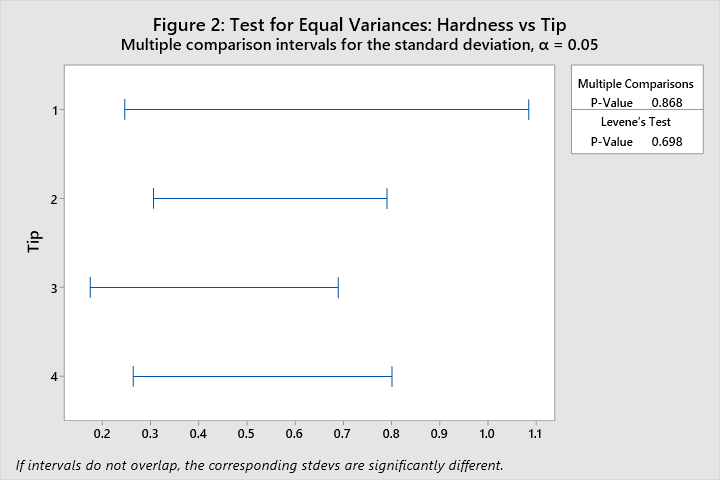 Figure 2: Test for Equal Variances: Hardness vs Tip
Multiple comparison intervals for the standard deviation, α = 0.05
Multiple Comparisons
P-Value 0.868
Levene's Test
P-Value 0.698
Tip
1
2
3
4
0.2 0.3 0.4 0.5 0.6 0.7 0.8 0.9 1.0 1.1
If intervals do not overlap, the corresponding stdevs are significantly different.